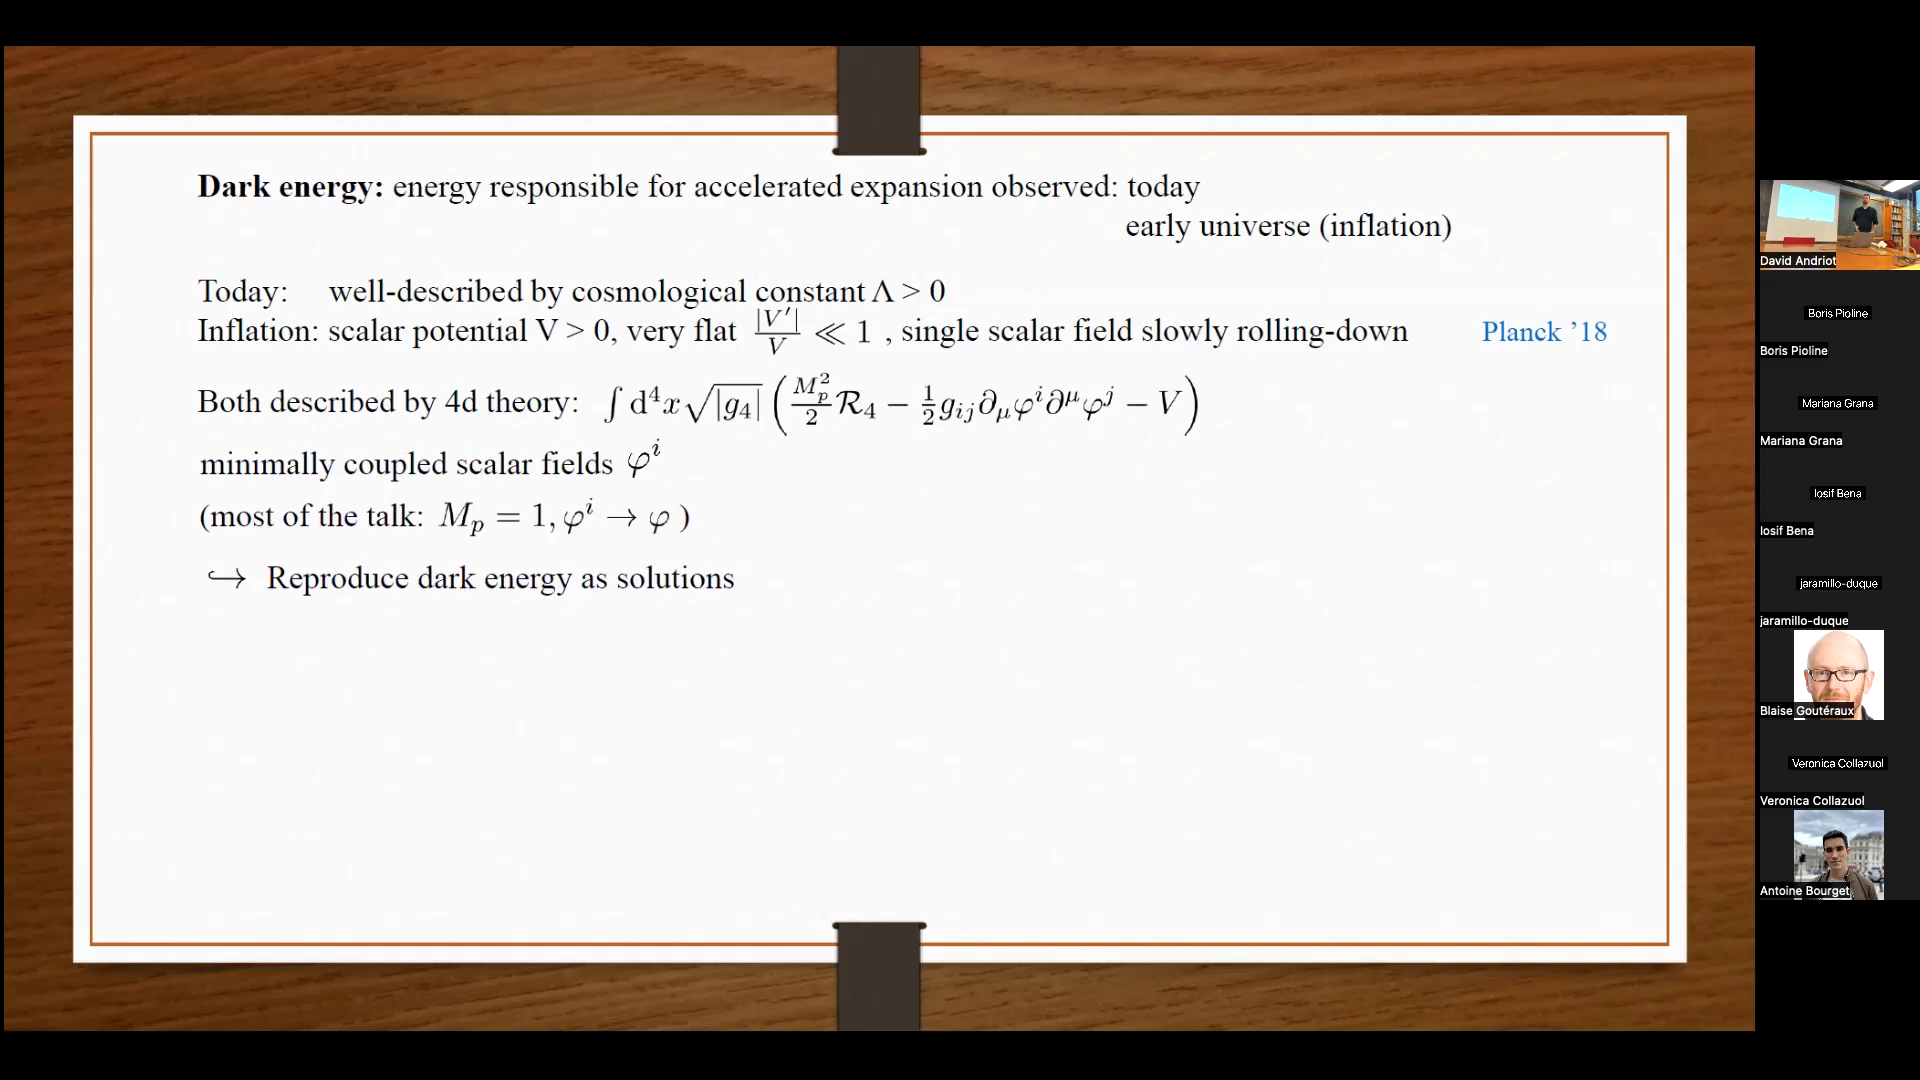 Dark energy: energy responsible for accelerated expansion observed: today
early universe (inflation)
Today: well-described by cosmological constant Λ > 0
Inflation: scalar potential V > 0, very flat |V′|/V ≪ 1 , single scalar field slowly rolling-down Planck ’18
Both described by 4d theory: ∫ d⁴x √|g₄| ( M_p²/2 ℛ₄ − ½ g_ij ∂_μφ^i ∂^μφ^j − V )
minimally coupled scalar fields φ^i
(most of the talk: M_p = 1, φ^i → φ )
↪ Reproduce dark energy as solutions
David Andriot
Boris Pioline
Boris Pioline
Mariana Grana
Mariana Grana
Iosif Bena
Iosif Bena
jaramillo-duque
jaramillo-duque
Blaise Goutéraux
Veronica Collazuol
Veronica Collazuol
Antoine Bourget